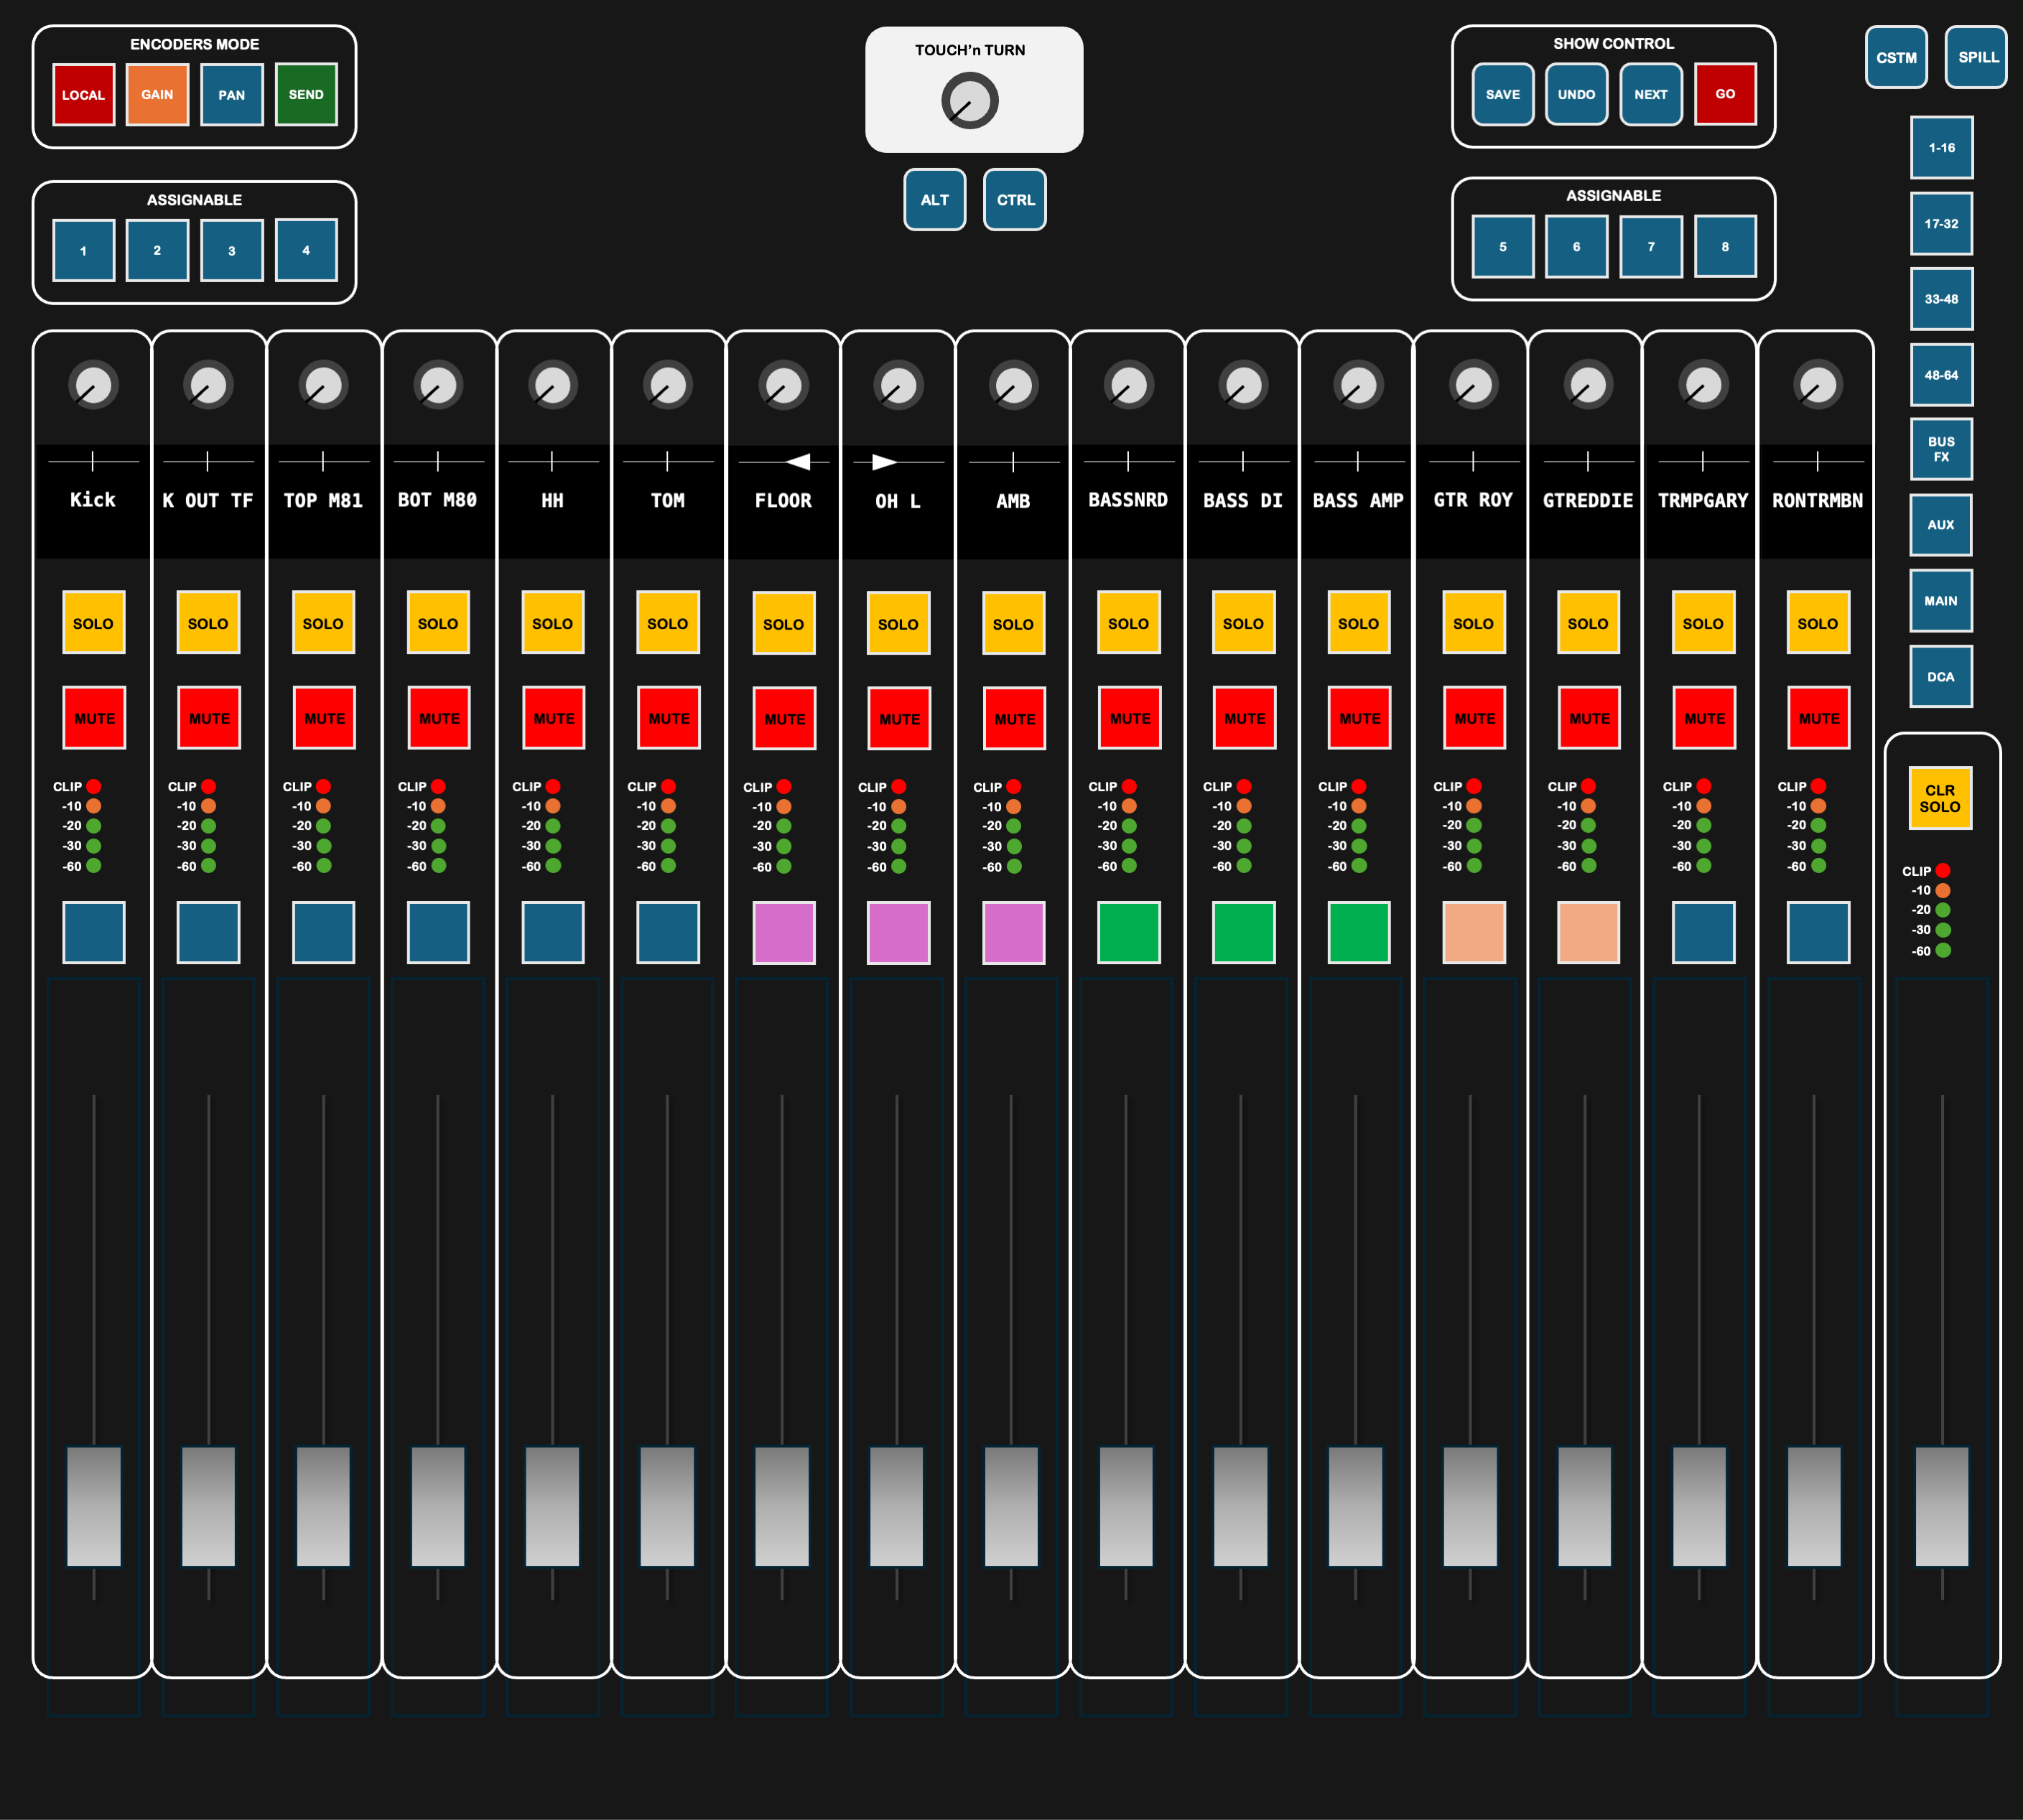 ENCODERS MODE
LOCAL GAIN PAN SEND
ASSIGNABLE
1 2 3 4
TOUCH’n TURN
ALT CTRL
SHOW CONTROL
SAVE UNDO NEXT GO
ASSIGNABLE
5 6 7 8
CSTM SPILL
1-16
17-32
33-48
48-64
BUS
FX
AUX
MAIN
DCA
Kick K OUT TF TOP M81 BOT M80 HH TOM FLOOR OH L AMB BASSNRD BASS DI BASS AMP GTR ROY GTREDDIE TRMPGARY RONTRMBN
SOLO SOLO SOLO SOLO SOLO SOLO SOLO SOLO SOLO SOLO SOLO SOLO SOLO SOLO SOLO SOLO
MUTE MUTE MUTE MUTE MUTE MUTE MUTE MUTE MUTE MUTE MUTE MUTE MUTE MUTE MUTE MUTE
CLIP CLIP CLIP CLIP CLIP CLIP CLIP CLIP CLIP CLIP CLIP CLIP CLIP CLIP CLIP CLIP
-10 -10 -10 -10 -10 -10 -10 -10 -10 -10 -10 -10 -10 -10 -10 -10
-20 -20 -20 -20 -20 -20 -20 -20 -20 -20 -20 -20 -20 -20 -20 -20
-30 -30 -30 -30 -30 -30 -30 -30 -30 -30 -30 -30 -30 -30 -30 -30
-60 -60 -60 -60 -60 -60 -60 -60 -60 -60 -60 -60 -60 -60 -60 -60
CLR
SOLO
CLIP
-10
-20
-30
-60